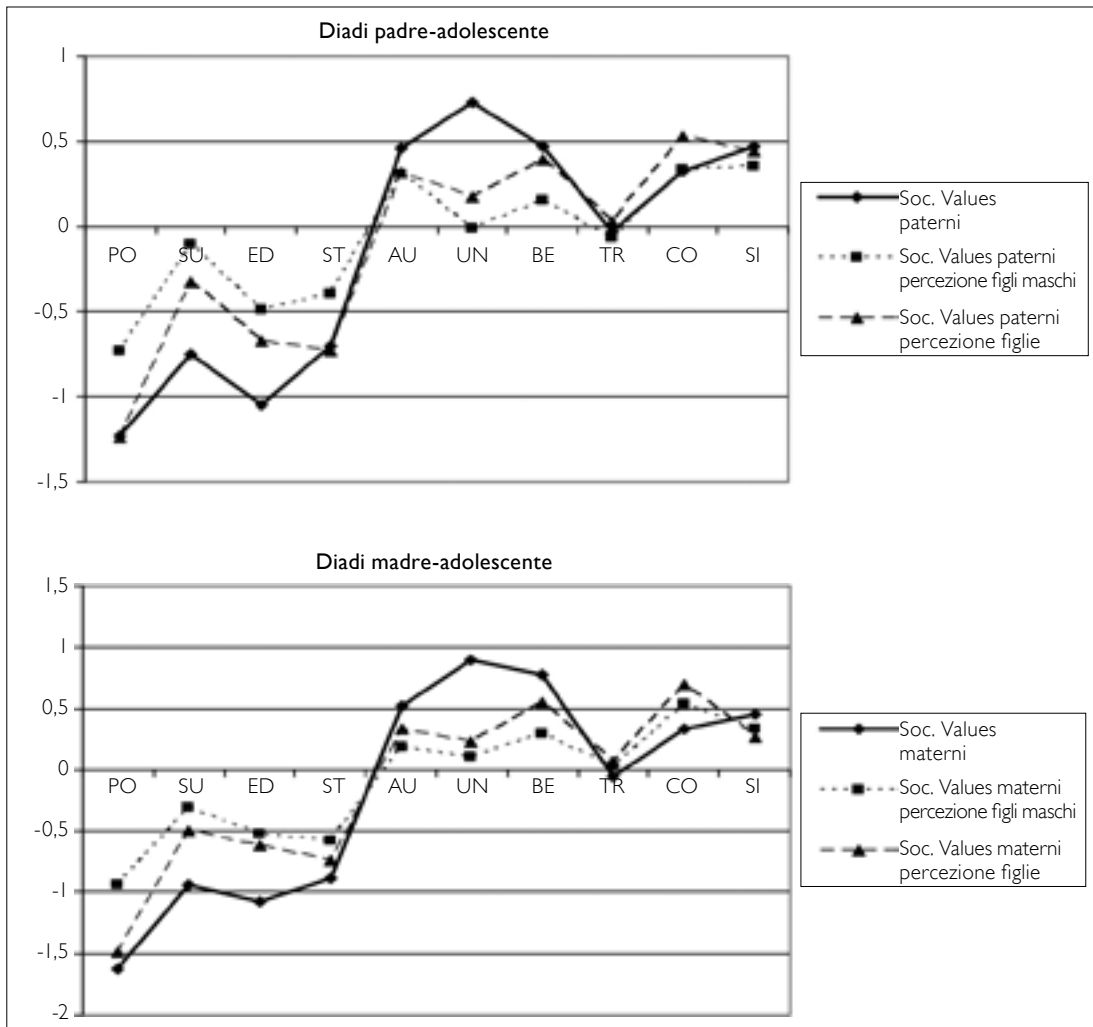 Diadi padre-adolescente
1
0,5
0
-0,5
-1
-1,5
PO SU ED ST AU UN BE TR CO SI
Soc. Values
paterni
Soc. Values paterni
percezione figli maschi
Soc. Values paterni
percezione figlie
Diadi madre-adolescente
1,5
1
0,5
0
-0,5
-1
-1,5
-2
PO SU ED ST AU UN BE TR CO SI
Soc. Values
materni
Soc. Values materni
percezione figli maschi
Soc. Values materni
percezione figlie